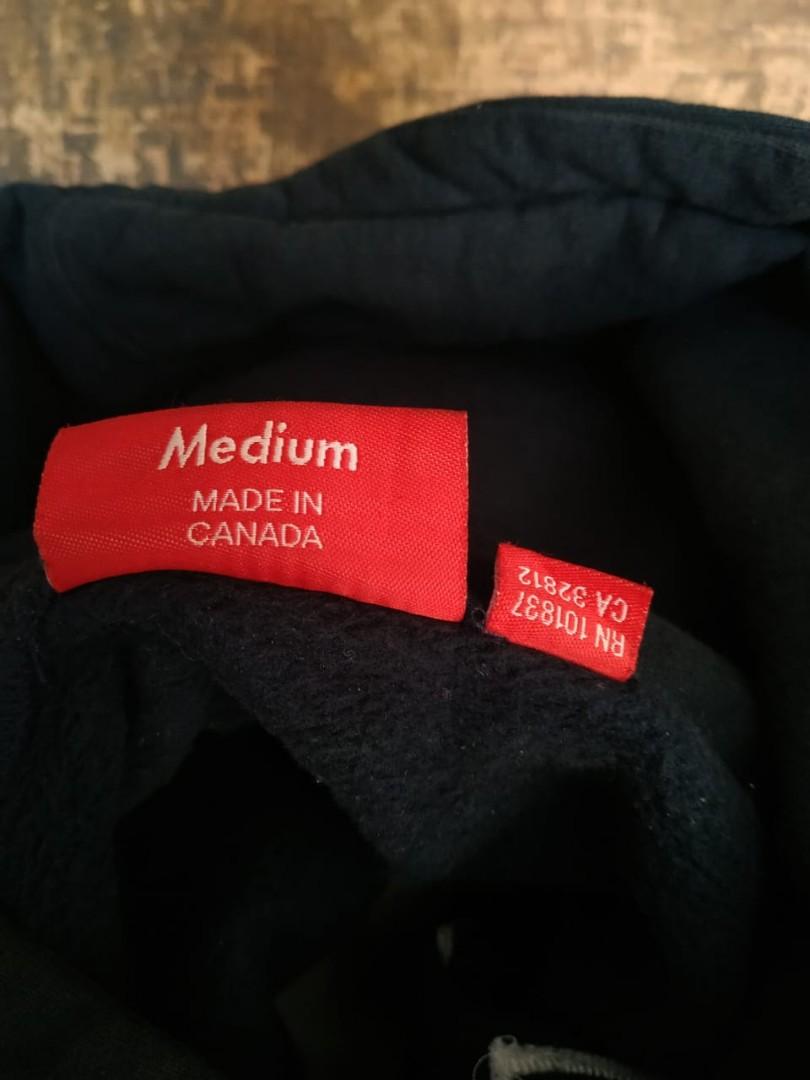 Medium
MADE IN
CANADA
RN 101837
CA 32812